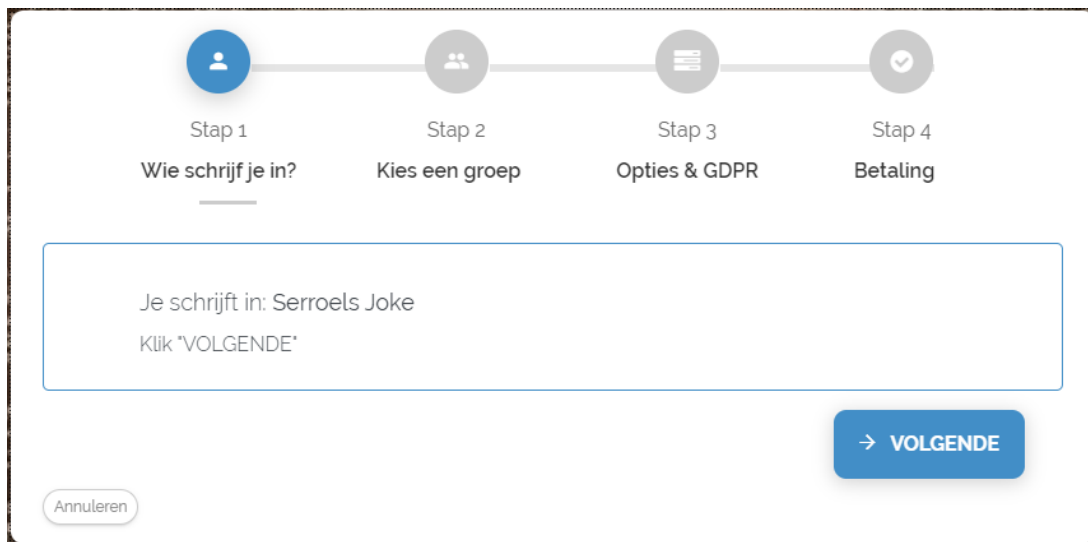 Stap 1
Stap 2
Stap 3
Stap 4
Wie schrijf je in?
Kies een groep
Opties & GDPR
Betaling
Je schrijft in: Serroels Joke
Klik "VOLGENDE"
→ VOLGENDE
Annuleren